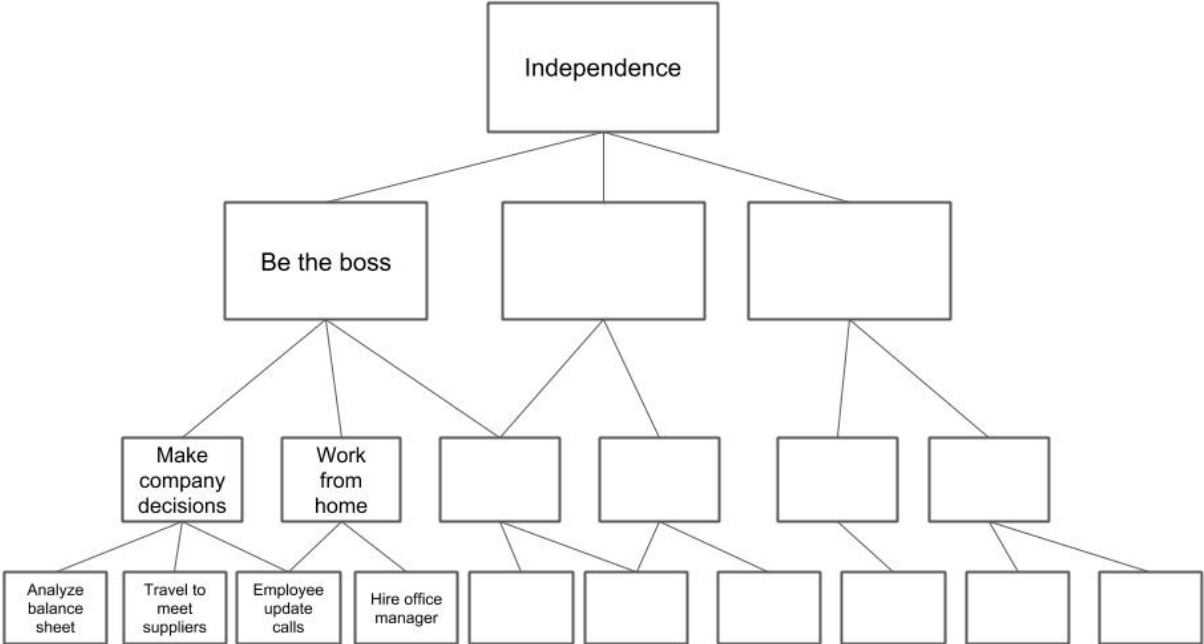 Independence
Be the boss
Make
company
decisions
Work
from
home
Analyze
balance
sheet
Travel to
meet
suppliers
Employee
update
calls
Hire office
manager